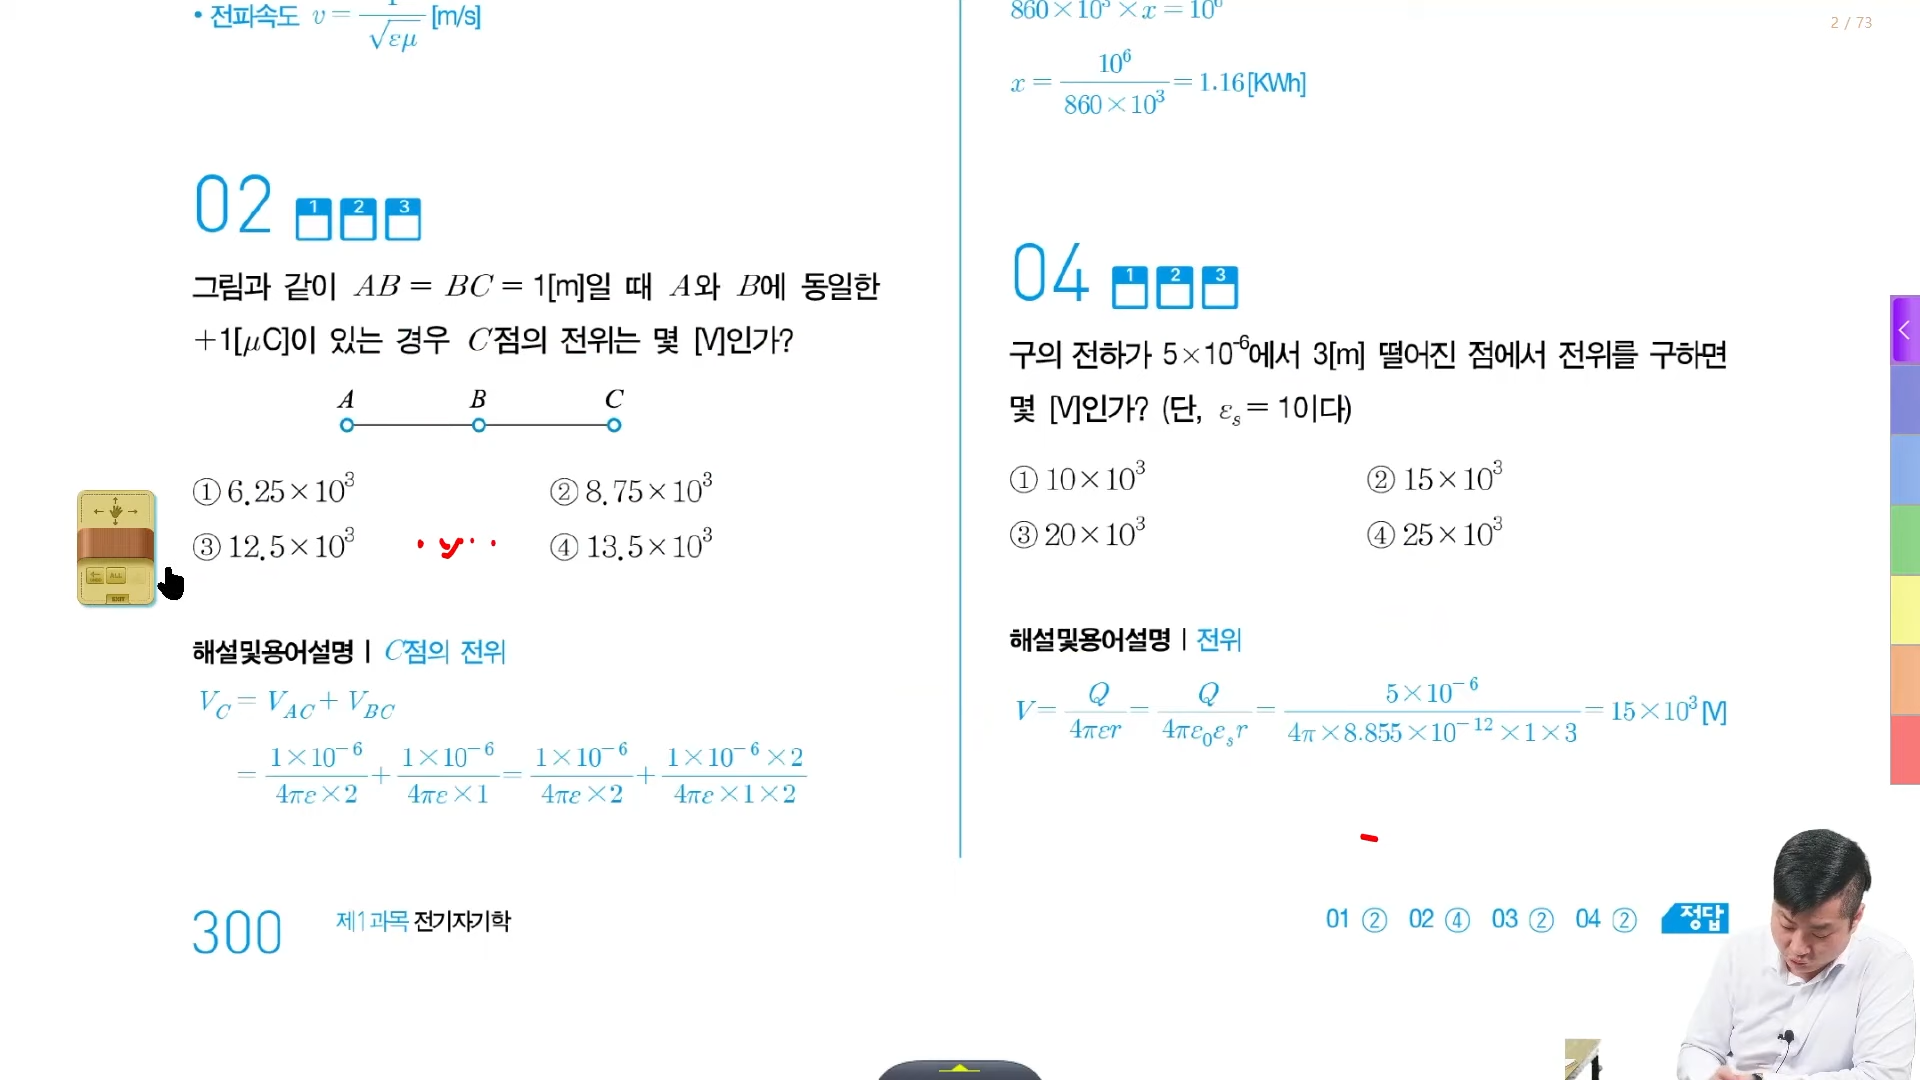 • 전파속도 v = 1/√εμ [m/s]
02 1 2 3
그림과 같이 AB = BC = 1[m]일 때 A와 B에 동일한
+1[μC]이 있는 경우 C점의 전위는 몇 [V]인가?
A B C
① 6.25×10³ ② 8.75×10³
③ 12.5×10³ ④ 13.5×10³
해설및용어설명 | C점의 전위
V_C = V_AC + V_BC
= 1×10⁻⁶/4πε×2 + 1×10⁻⁶/4πε×1 = 1×10⁻⁶/4πε×2 + 1×10⁻⁶×2/4πε×1×2
300 제1과목 전기자기학
860×10³×x = 10⁶
x = 10⁶/860×10³ = 1.16[KWh]
04 1 2 3
구의 전하가 5×10⁻⁶에서 3[m] 떨어진 점에서 전위를 구하면
몇 [V]인가? (단, ε_s = 1이다)
① 10×10³ ② 15×10³
③ 20×10³ ④ 25×10³
해설및용어설명 | 전위
V = Q/4πεr = Q/4πε₀ε_s r = 5×10⁻⁶/4π×8.855×10⁻¹²×1×3 = 15×10³[V]
01 ② 02 ④ 03 ② 04 ② 정답
2 / 73
ALL
EXIT